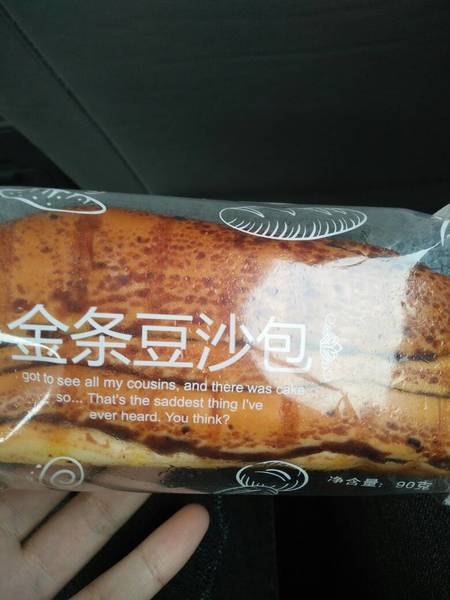 金条豆沙包
got to see all my cousins, and there was cake
so... That's the saddest thing I've
ever heard. You think?
净含量: 90克